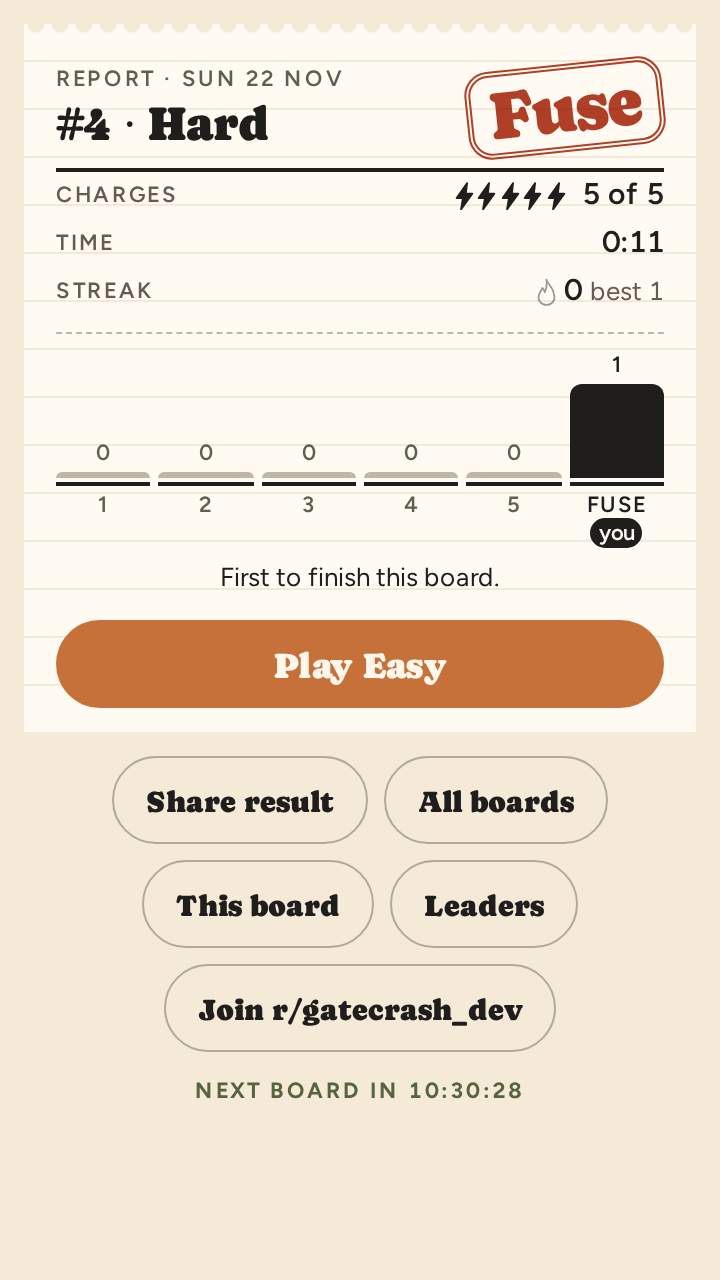 REPORT · SUN 22 NOV
#4 · Hard
Fuse
CHARGES 5 of 5
TIME 0:11
STREAK 0 best 1
0 0 0 0 0 1
1 2 3 4 5 FUSE
you
First to finish this board.
Play Easy
Share result All boards
This board Leaders
Join r/gatecrash_dev
NEXT BOARD IN 10:30:28